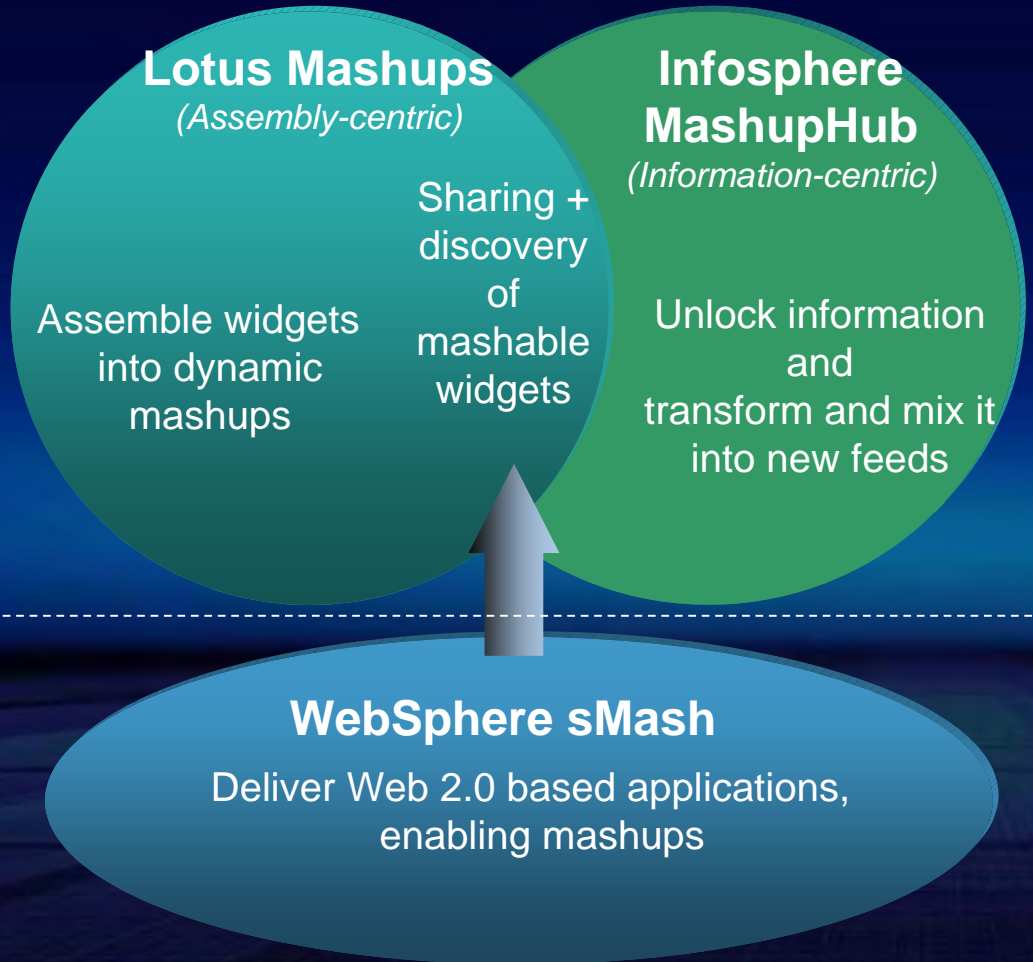 Lotus Mashups
(Assembly-centric)
Assemble widgets
into dynamic
mashups
Sharing +
discovery
of
mashable
widgets
Infosphere
MashupHub
(Information-centric)
Unlock information
and
transform and mix it
into new feeds
WebSphere sMash
Deliver Web 2.0 based applications,
enabling mashups